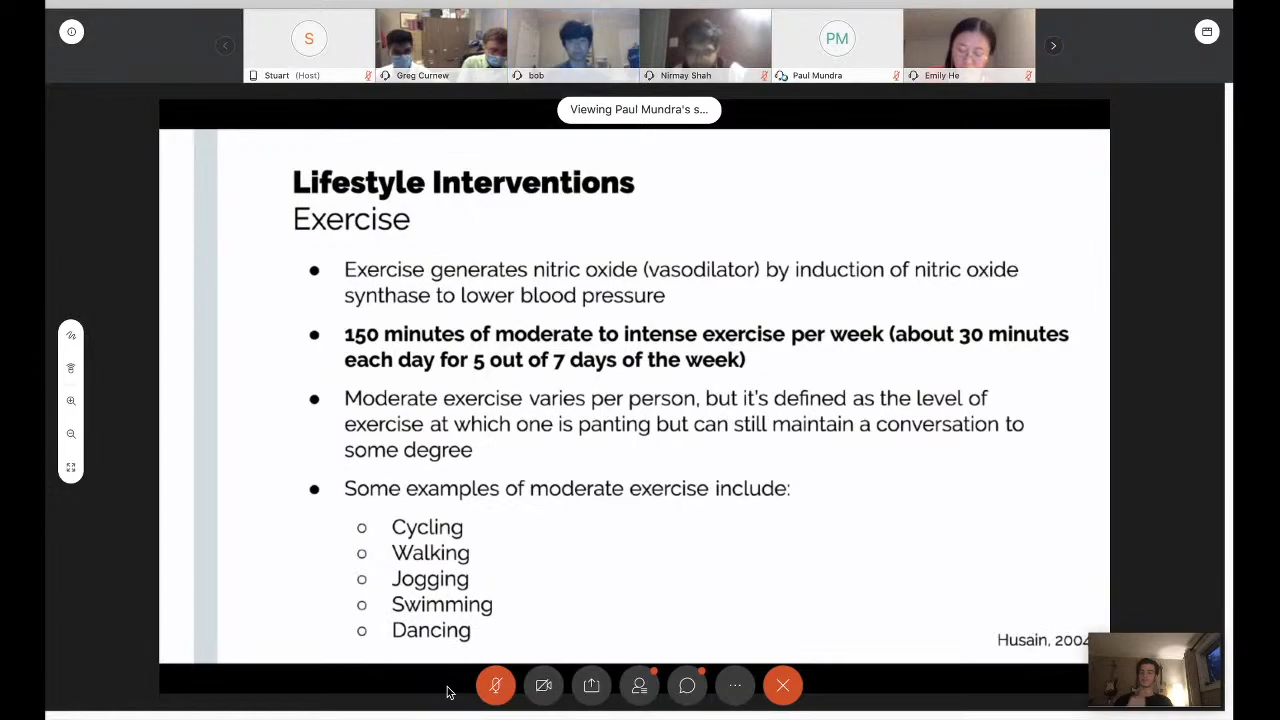 S
PM
Stuart (Host)
Greg Curnew
bob
Nirmay Shah
Paul Mundra
Emily He
Viewing Paul Mundra's s...
Lifestyle Interventions
Exercise
● Exercise generates nitric oxide (vasodilator) by induction of nitric oxide
synthase to lower blood pressure
● 150 minutes of moderate to intense exercise per week (about 30 minutes
each day for 5 out of 7 days of the week)
● Moderate exercise varies per person, but it's defined as the level of
exercise at which one is panting but can still maintain a conversation to
some degree
● Some examples of moderate exercise include:
○ Cycling
○ Walking
○ Jogging
○ Swimming
○ Dancing
Husain, 2004